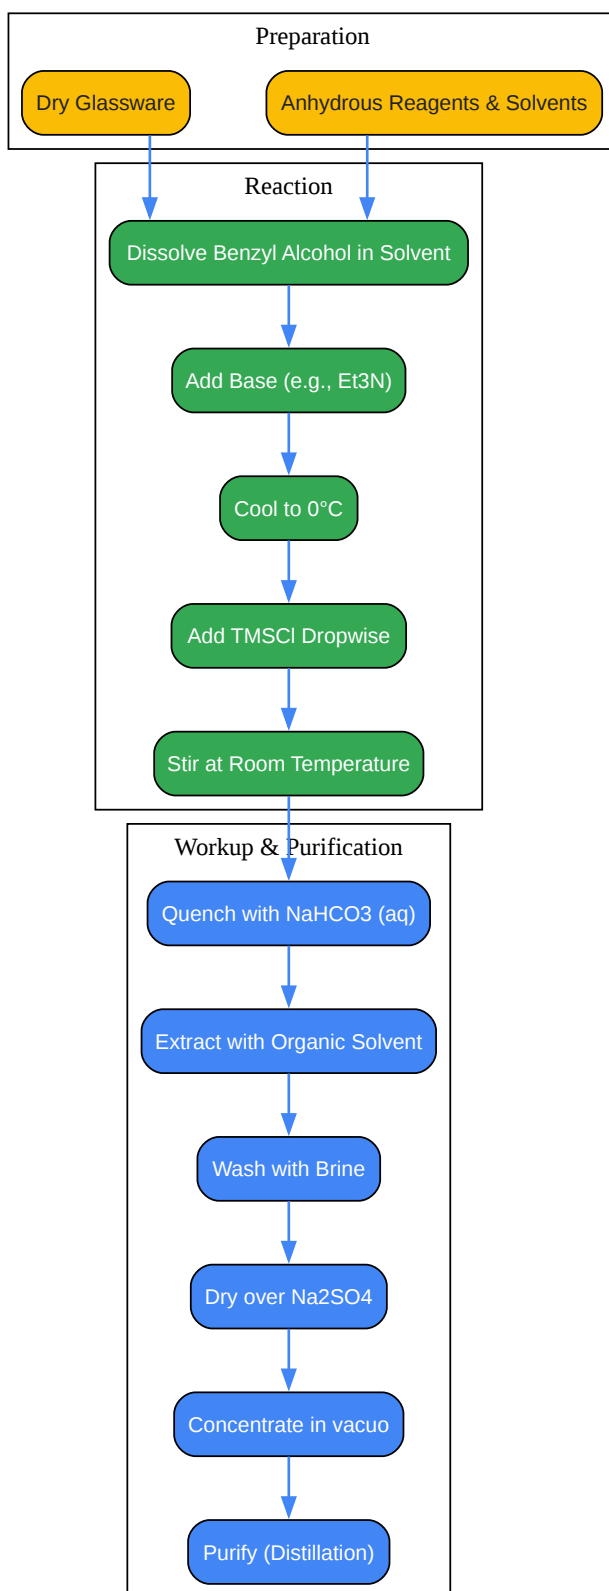 Preparation
Dry Glassware
Anhydrous Reagents & Solvents
Reaction
Dissolve Benzyl Alcohol in Solvent
Add Base (e.g., Et3N)
Cool to 0°C
Add TMSCl Dropwise
Stir at Room Temperature
Workup & Purification
Quench with NaHCO3 (aq)
Extract with Organic Solvent
Wash with Brine
Dry over Na2SO4
Concentrate in vacuo
Purify (Distillation)